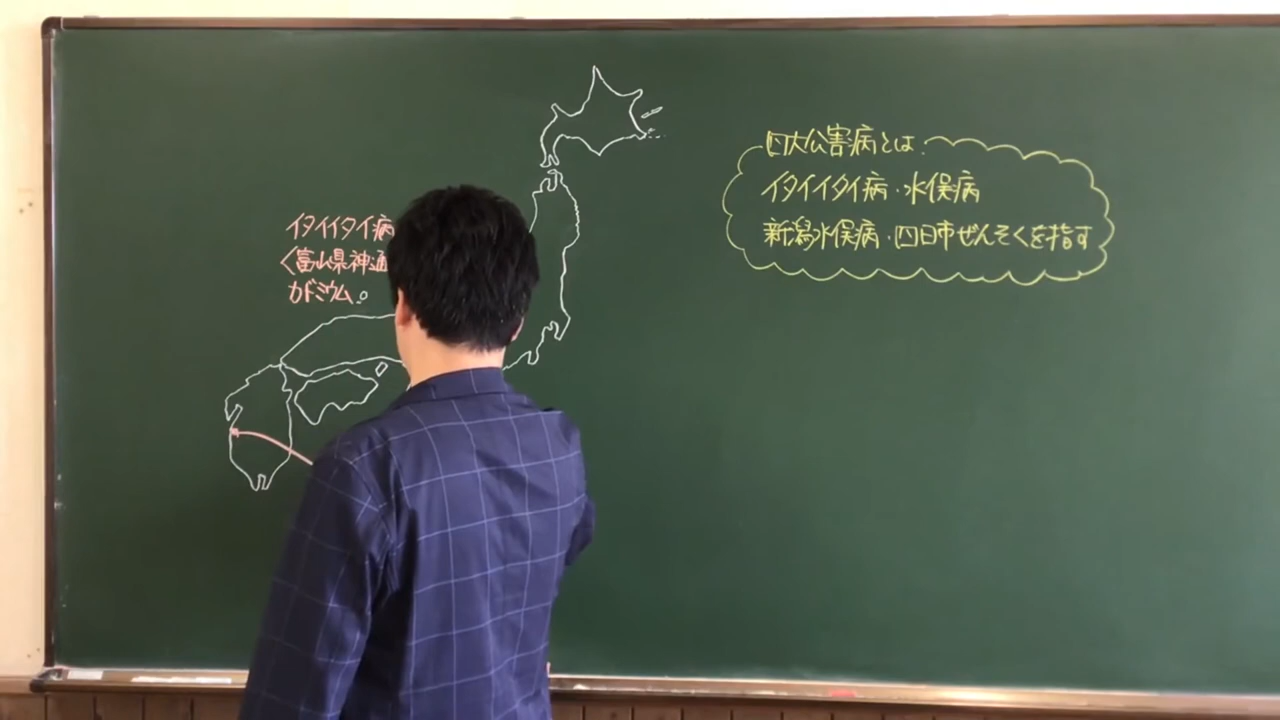 イタイイタイ病
<富山県神通
カドミウム。
四大公害病とは…
イタイイタイ病・水俣病
新潟水俣病・四日市ぜんそくを指す